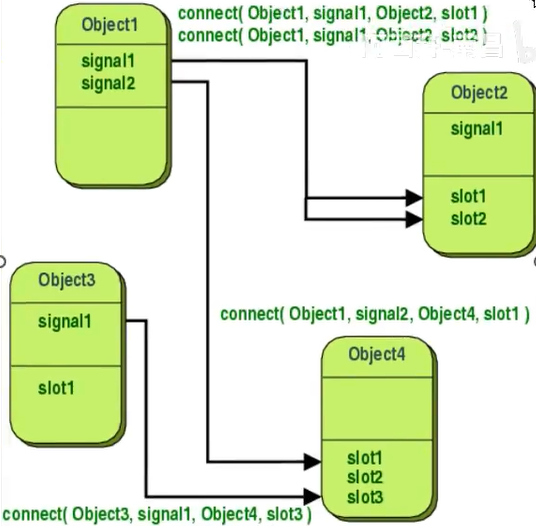 Object1
connect( Object1, signal1, Object2, slot1 )
connect( Object1, signal1, Object2, slot2 )
signal1
signal2
Object2
signal1
slot1
slot2
Object3
signal1
slot1
connect( Object1, signal2, Object4, slot1 )
Object4
slot1
slot2
slot3
connect( Object3, signal1, Object4, slot3 )